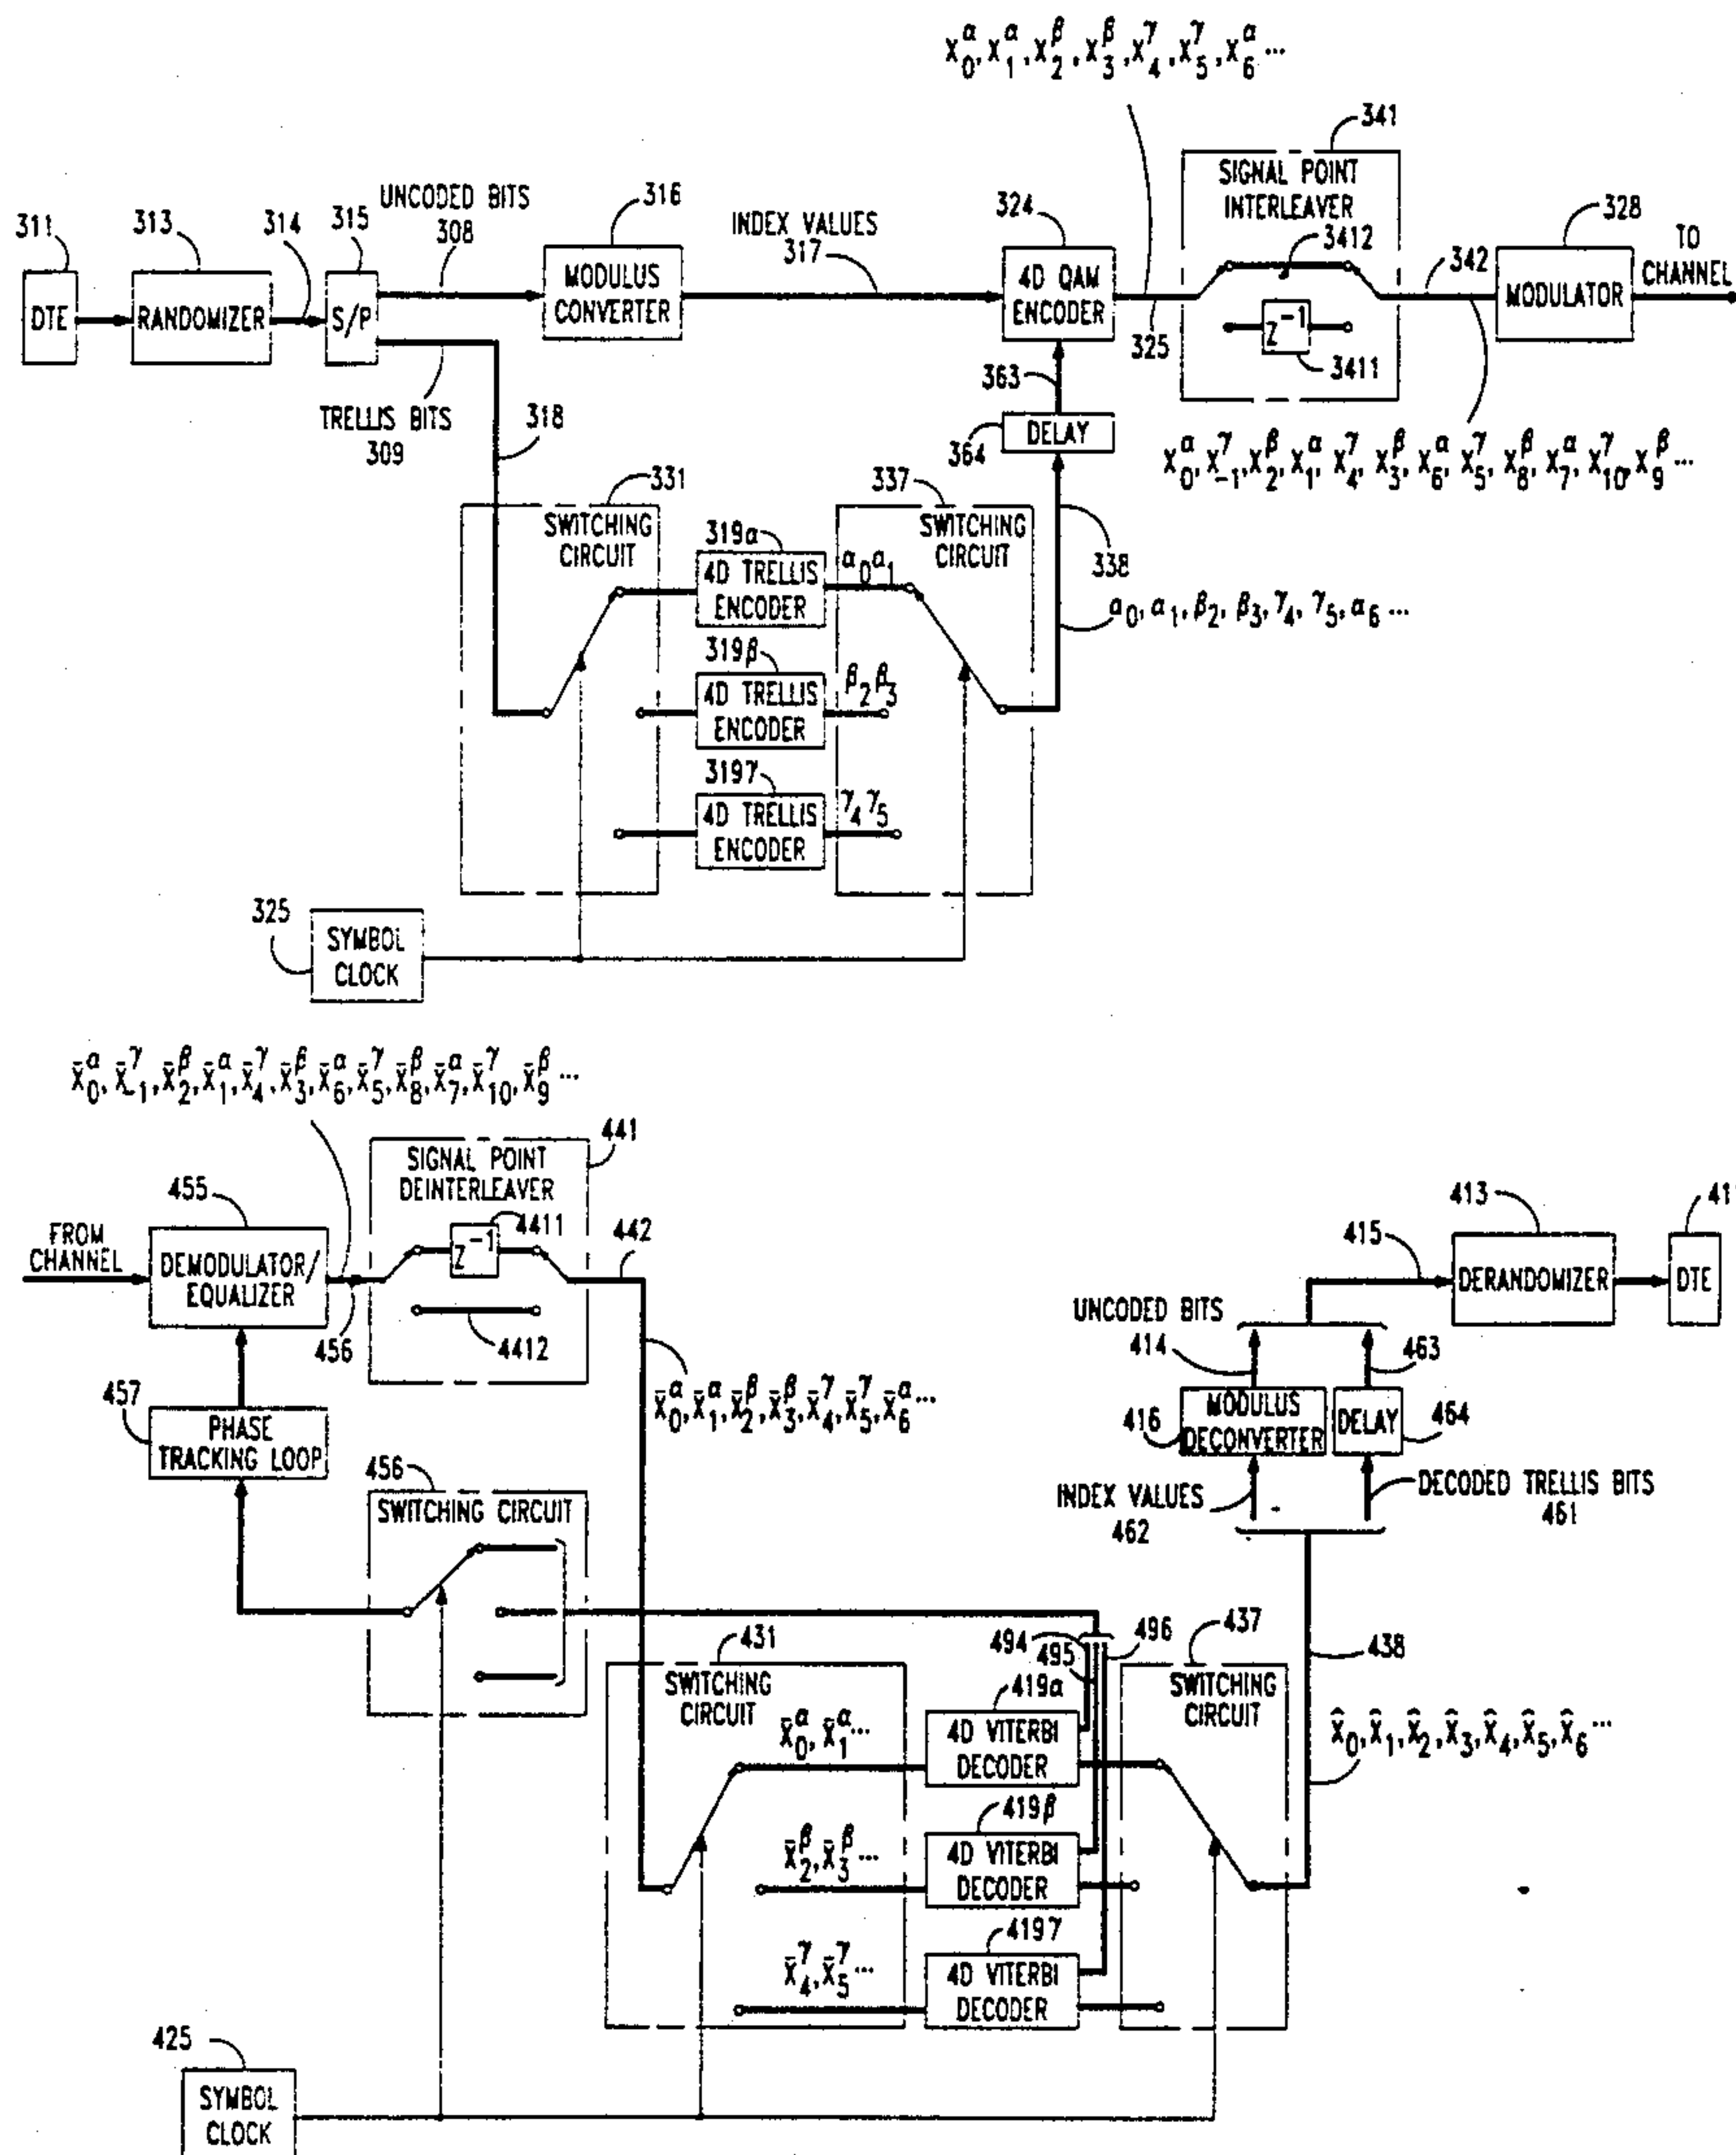 X₀^α, X₁^α, X₂^β, X₃^β, X₄^γ, X₅^γ, X₆^α ...
341
SIGNAL POINT
INTERLEAVER
3412
Z⁻¹
3411
311
DTE
313
RANDOMIZER
314
315
S/P
UNCODED BITS
308
316
MODULUS
CONVERTER
INDEX VALUES
317
324
4D QAM
ENCODER
325
342
328
MODULATOR
TO
CHANNEL
363
364
DELAY
X₀^α, X₋₁^γ, X₂^β, X₁^α, X₄^γ, X₃^β, X₆^α, X₅^γ, X₈^β, X₇^α, X₁₀^γ, X₉^β ...
TRELLIS BITS
309
318
331
SWITCHING
CIRCUIT
319α
4D TRELLIS
ENCODER
α₀α₁
319β
4D TRELLIS
ENCODER
β₂β₃
319γ
4D TRELLIS
ENCODER
γ₄γ₅
337
SWITCHING
CIRCUIT
338
α₀, α₁, β₂, β₃, γ₄, γ₅, α₆ ...
325
SYMBOL
CLOCK
X̄₀^α, X̄₋₁^γ, X̄₂^β, X̄₁^α, X̄₄^γ, X̄₃^β, X̄₆^α, X̄₅^γ, X̄₈^β, X̄₇^α, X̄₁₀^γ, X̄₉^β ...
441
SIGNAL POINT
DEINTERLEAVER
4411
Z⁻¹
4412
FROM
CHANNEL
455
DEMODULATOR/
EQUALIZER
456
442
X̄₀^α, X̄₁^α, X̄₂^β, X̄₃^β, X̄₄^γ, X̄₅^γ, X̄₆^α ...
457
PHASE
TRACKING LOOP
456
SWITCHING CIRCUIT
413
DERANDOMIZER
41
DTE
415
UNCODED BITS
414
463
416
MODULUS
DECONVERTER
DELAY
464
INDEX VALUES
462
DECODED TRELLIS BITS
461
431
SWITCHING
CIRCUIT
X̄₀^α, X̄₁^α ...
X̄₂^β, X̄₃^β ...
X̄₄^γ, X̄₅^γ ...
494
495
496
419α
4D VITERBI
DECODER
419β
4D VITERBI
DECODER
419γ
4D VITERBI
DECODER
437
SWITCHING
CIRCUIT
438
X̂₀, X̂₁, X̂₂, X̂₃, X̂₄, X̂₅, X̂₆ ...
425
SYMBOL
CLOCK